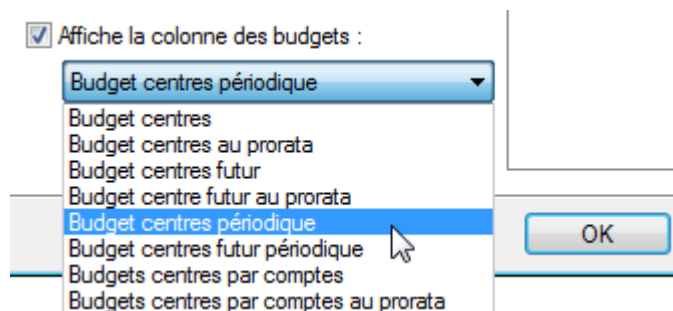 Affiche la colonne des budgets :
Budget centres périodique
Budget centres
Budget centres au prorata
Budget centres futur
Budget centre futur au prorata
Budget centres périodique
Budget centres futur périodique
OK
Budgets centres par comptes
Budgets centres par comptes au prorata